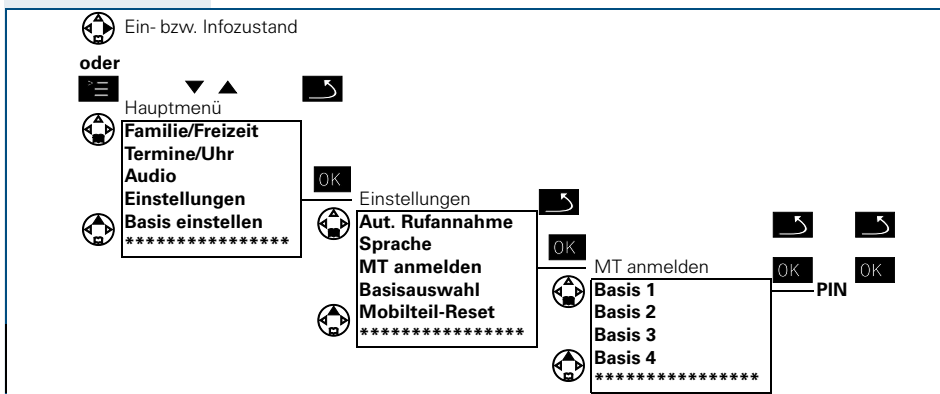 Ein- bzw. Infozustand
oder
Hauptmenü
Familie/Freizeit
Termine/Uhr
Audio
Einstellungen
Basis einstellen
****************
OK
Einstellungen
Aut. Rufannahme
Sprache
MT anmelden
Basisauswahl
Mobilteil-Reset
****************
OK
MT anmelden
Basis 1
Basis 2
Basis 3
Basis 4
****************
OK
PIN
OK